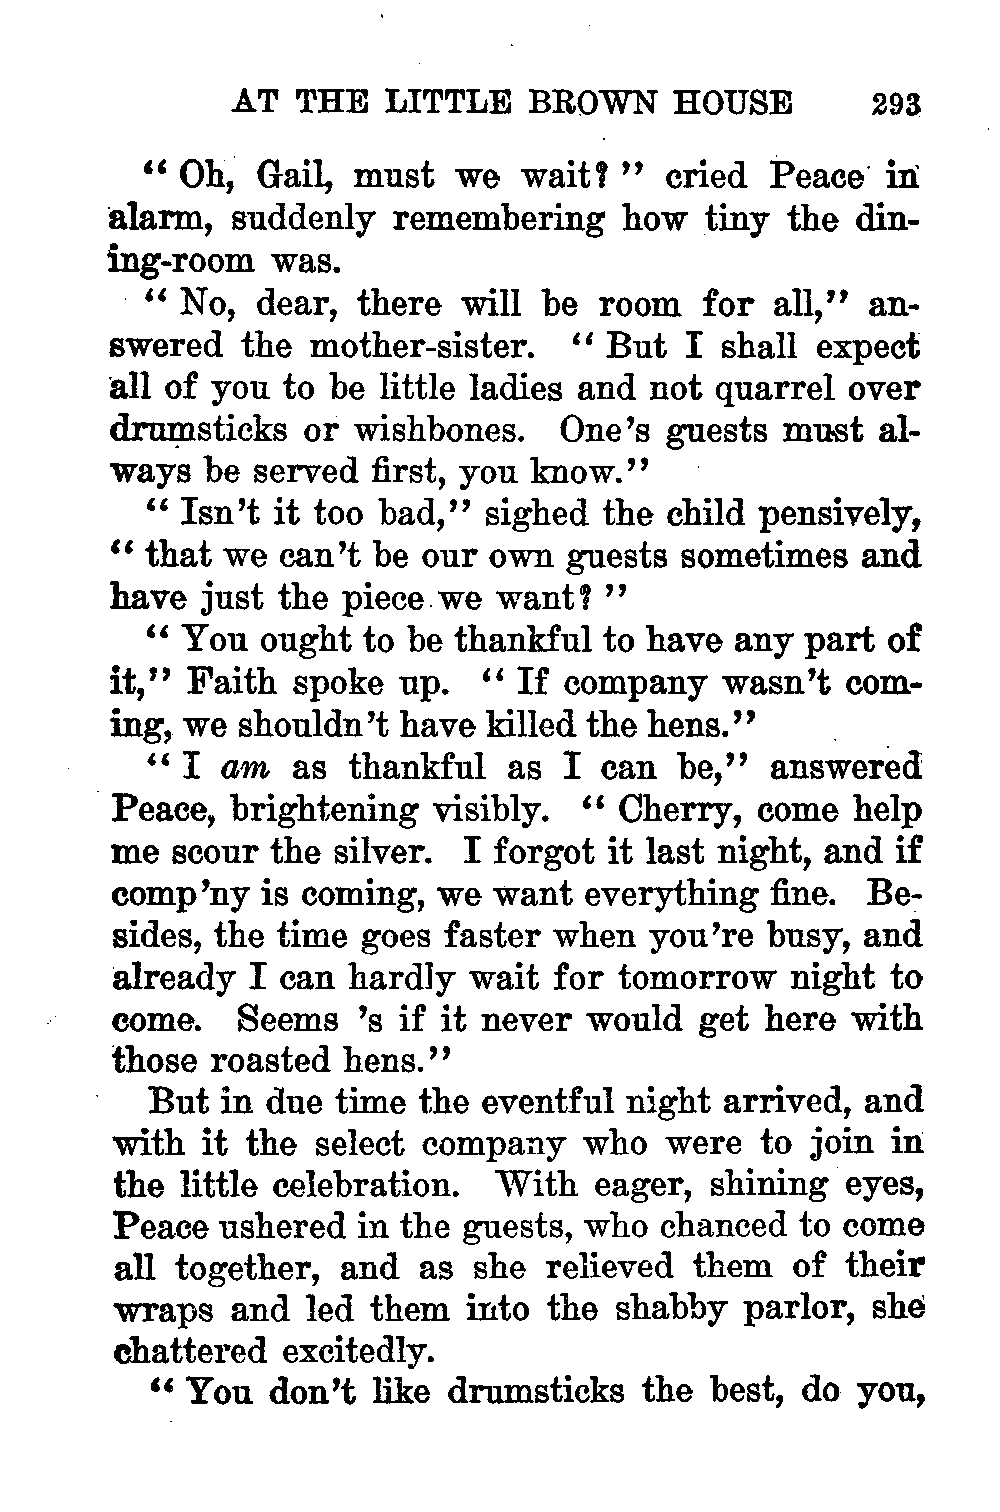 AT THE LITTLE BROWN HOUSE 293
“ Oh, Gail, must we wait? ” cried Peace in
alarm, suddenly remembering how tiny the din-
ing-room was.
“ No, dear, there will be room for all,” an-
swered the mother-sister. “ But I shall expect
all of you to be little ladies and not quarrel over
drumsticks or wishbones. One’s guests must al-
ways be served first, you know.”
“ Isn’t it too bad,” sighed the child pensively,
“ that we can’t be our own guests sometimes and
have just the piece we want? ”
“ You ought to be thankful to have any part of
it,” Faith spoke up. “ If company wasn’t com-
ing, we shouldn’t have killed the hens.”
“ I am as thankful as I can be,” answered
Peace, brightening visibly. “ Cherry, come help
me scour the silver. I forgot it last night, and if
comp’ny is coming, we want everything fine. Be-
sides, the time goes faster when you’re busy, and
already I can hardly wait for tomorrow night to
come. Seems ’s if it never would get here with
those roasted hens.”
But in due time the eventful night arrived, and
with it the select company who were to join in
the little celebration. With eager, shining eyes,
Peace ushered in the guests, who chanced to come
all together, and as she relieved them of their
wraps and led them into the shabby parlor, she
chattered excitedly.
“ You don’t like drumsticks the best, do you,